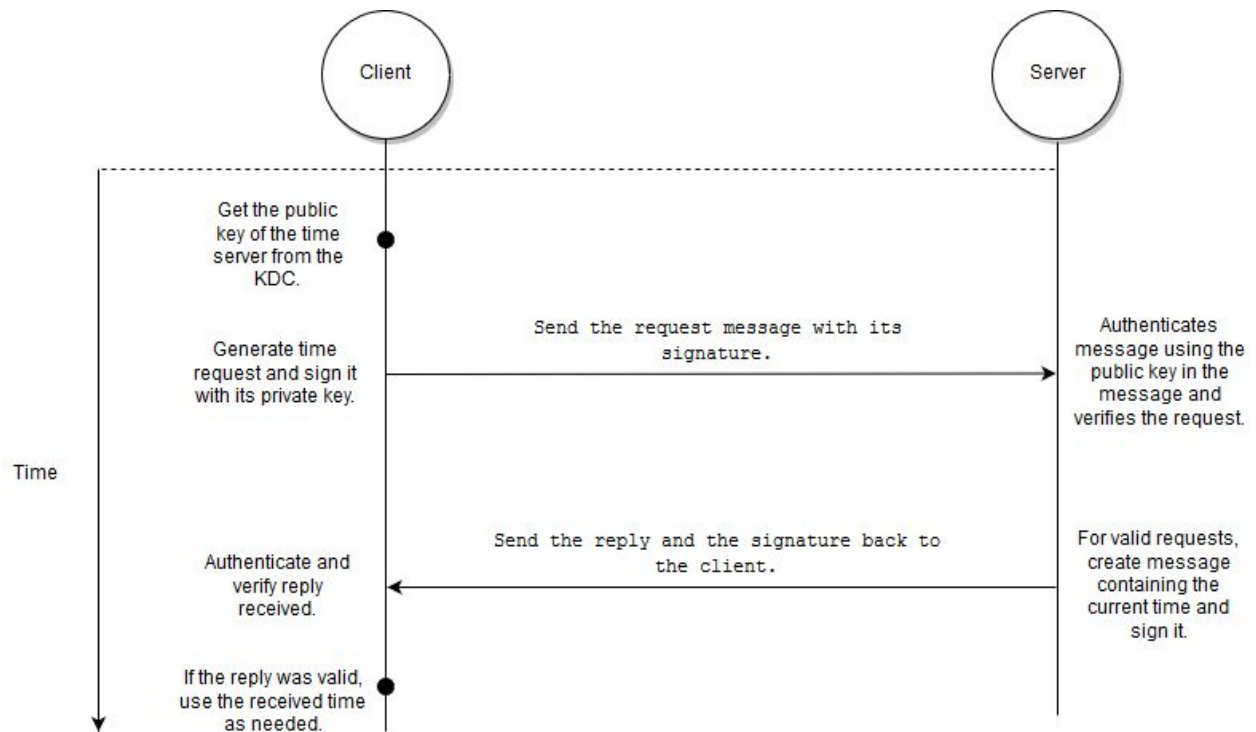 Client
Server
Get the public
key of the time
server from the
KDC.
Send the request message with its
signature.
Generate time
request and sign it
with its private key.
Authenticates
message using the
public key in the
message and
verifies the request.
Time
Send the reply and the signature back to
the client.
Authenticate and
verify reply
received.
For valid requests,
create message
containing the
current time and
sign it.
If the reply was valid,
use the received time
as needed.